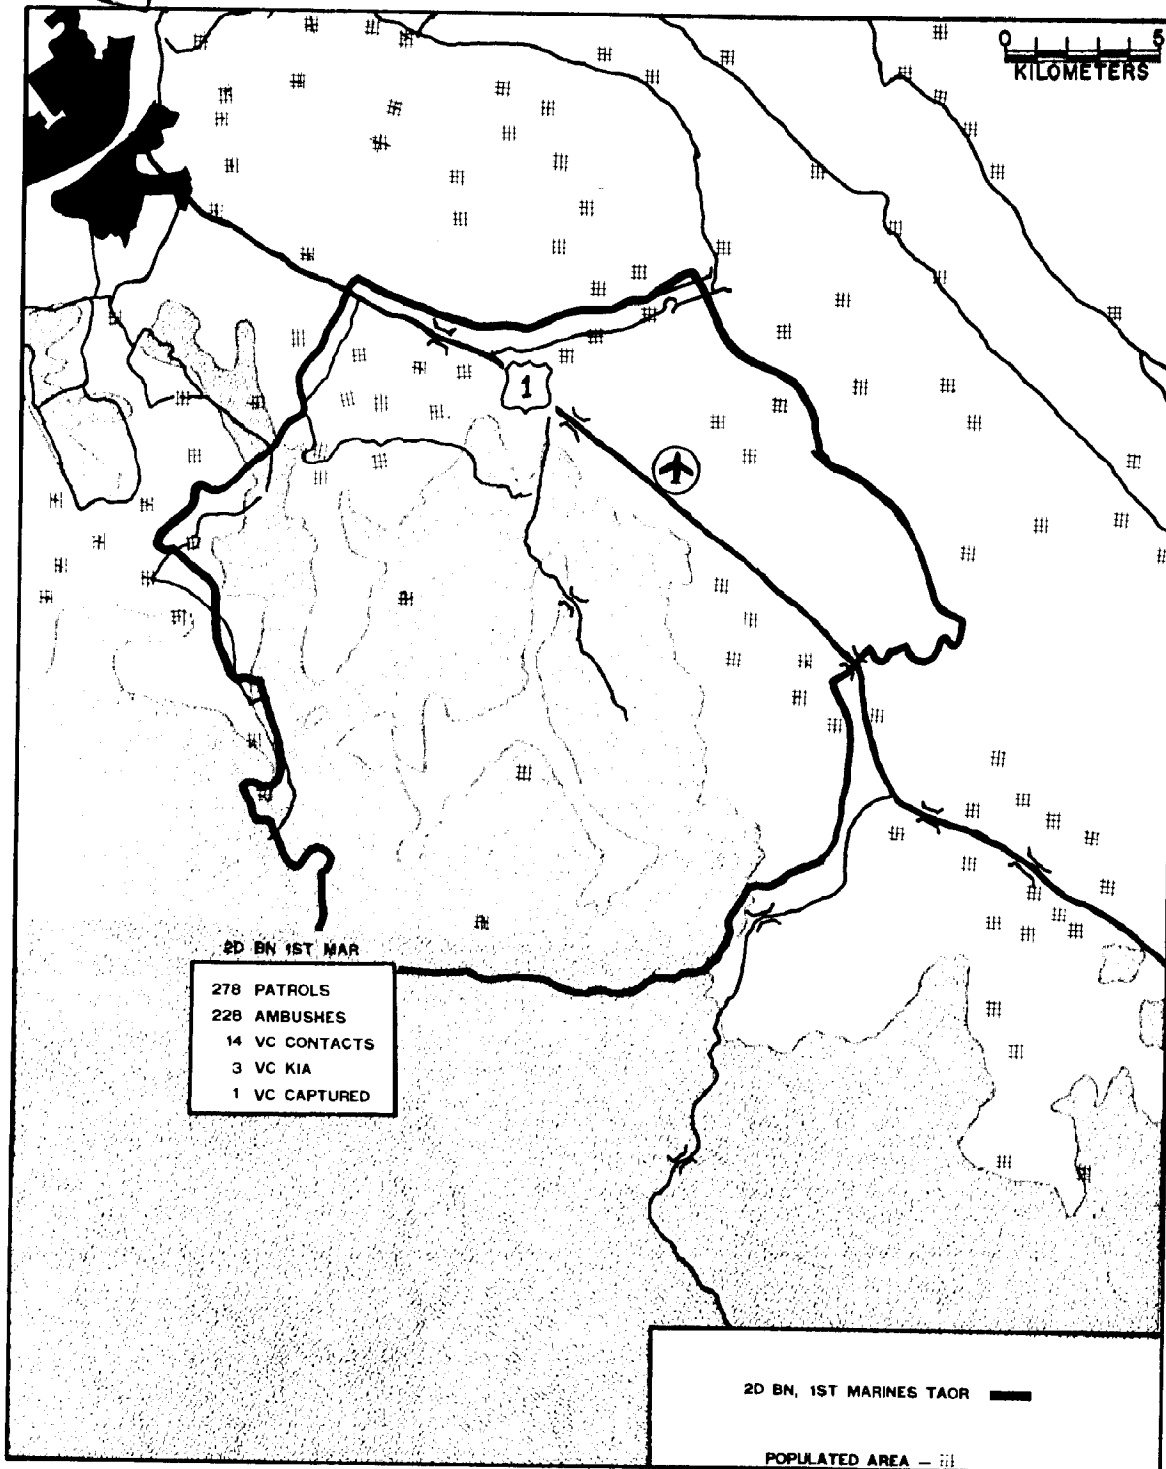 0 5
KILOMETERS
1
2D BN 1ST MAR
278 PATROLS
228 AMBUSHES
14 VC CONTACTS
3 VC KIA
1 VC CAPTURED
2D BN, 1ST MARINES TAOR
POPULATED AREA –